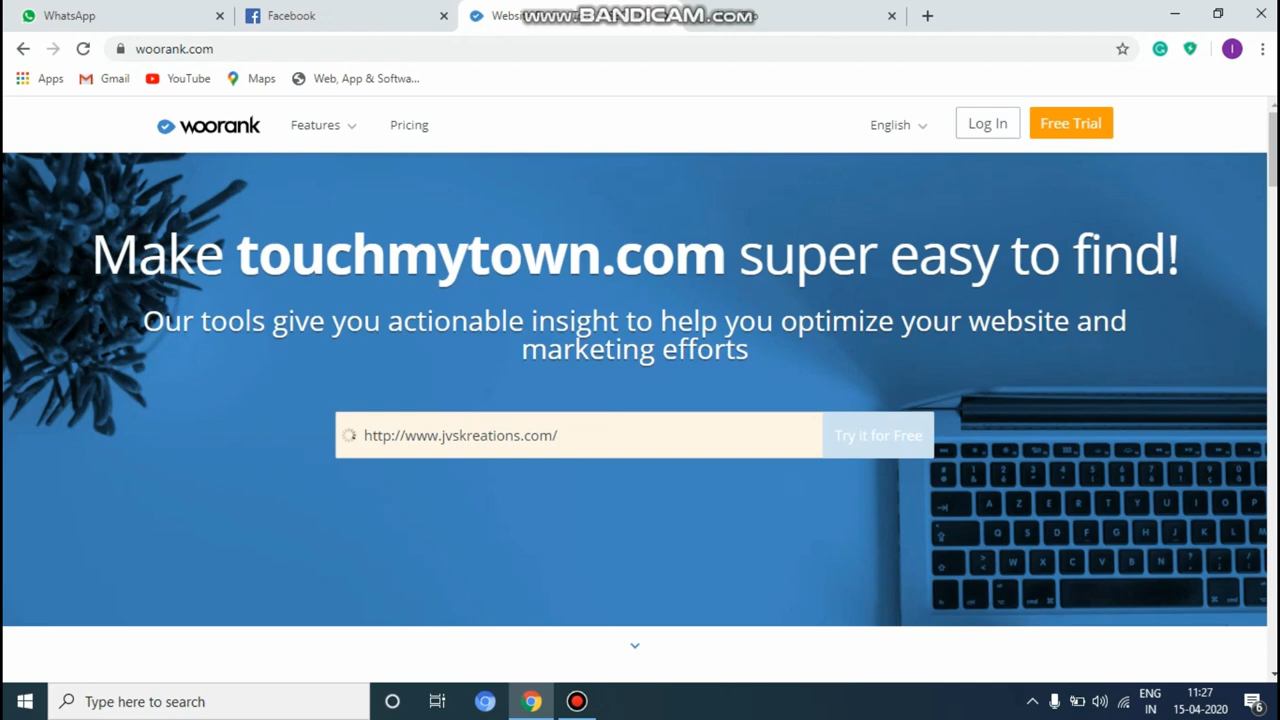 WhatsApp
Facebook
Websi
www.BANDICAM.com
woorank.com
Apps
Gmail
YouTube
Maps
Web, App & Softwa...
woorank
Features
Pricing
English
Log In
Free Trial
Make touchmytown.com super easy to find!
Our tools give you actionable insight to help you optimize your website and
marketing efforts
http://www.jvskreations.com/
Try it for Free
Type here to search
ENG
IN
11:27
15-04-2020
6